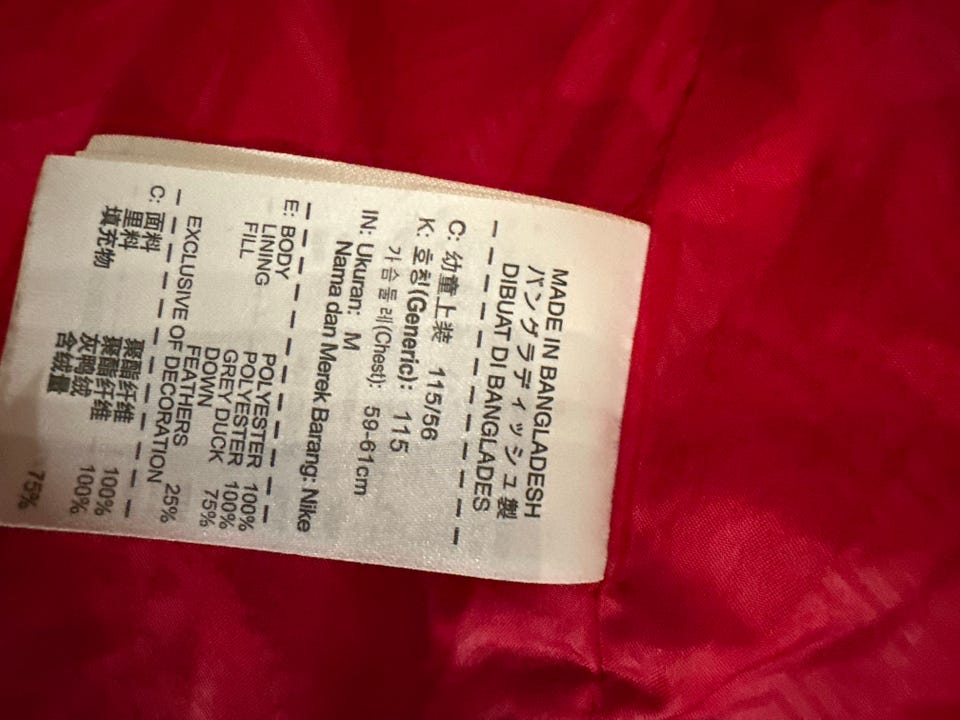 MADE IN BANGLADESH
バングラディッシュ製
DIBUAT DI BANGLADES
C: 幼童上装 115/56
K: 호칭(Generic): 115
가슴둘레(Chest): 59-61cm
IN: Ukuran: M
Nama dan Merek Barang: Nike
E: BODY POLYESTER 100%
LINING POLYESTER 100%
FILL GREY DUCK 75%
DOWN
FEATHERS 25%
EXCLUSIVE OF DECORATION
C: 面料 聚酯纤维 100%
里料 聚酯纤维 100%
填充物 灰鸭绒
含绒量 75%